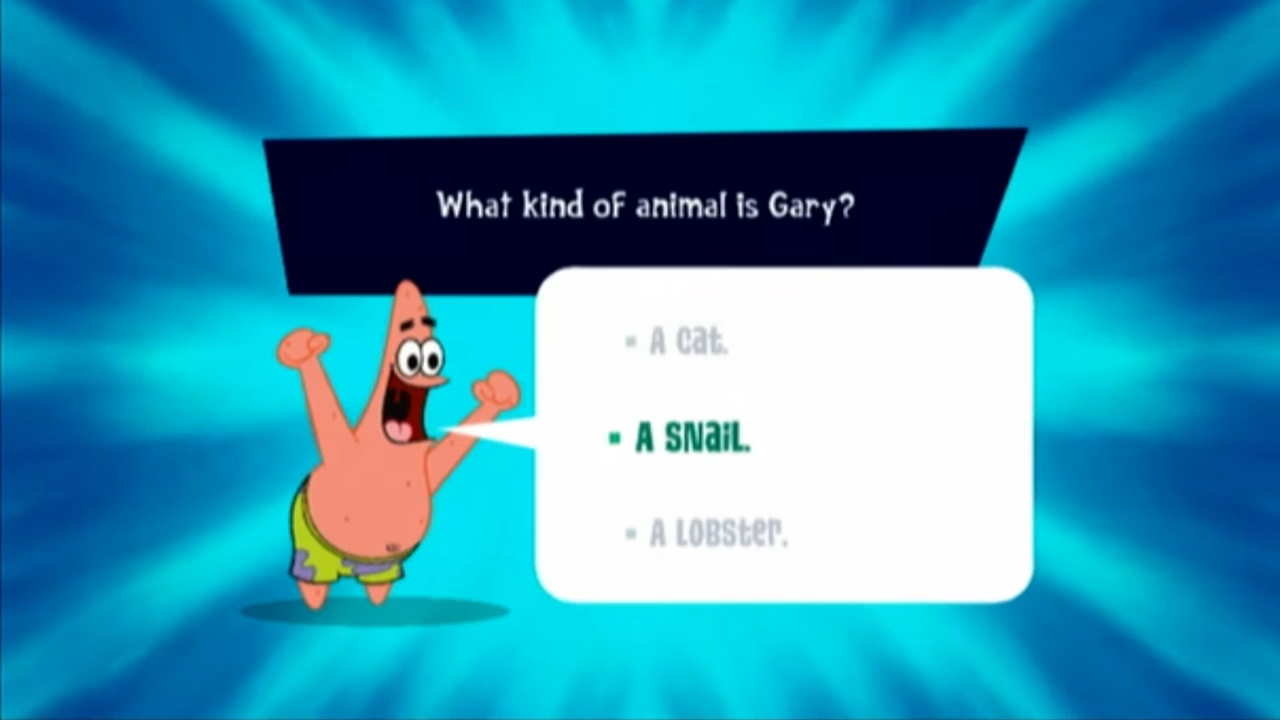 What kind of animal is Gary?
A cat.
A snail.
A lobster.